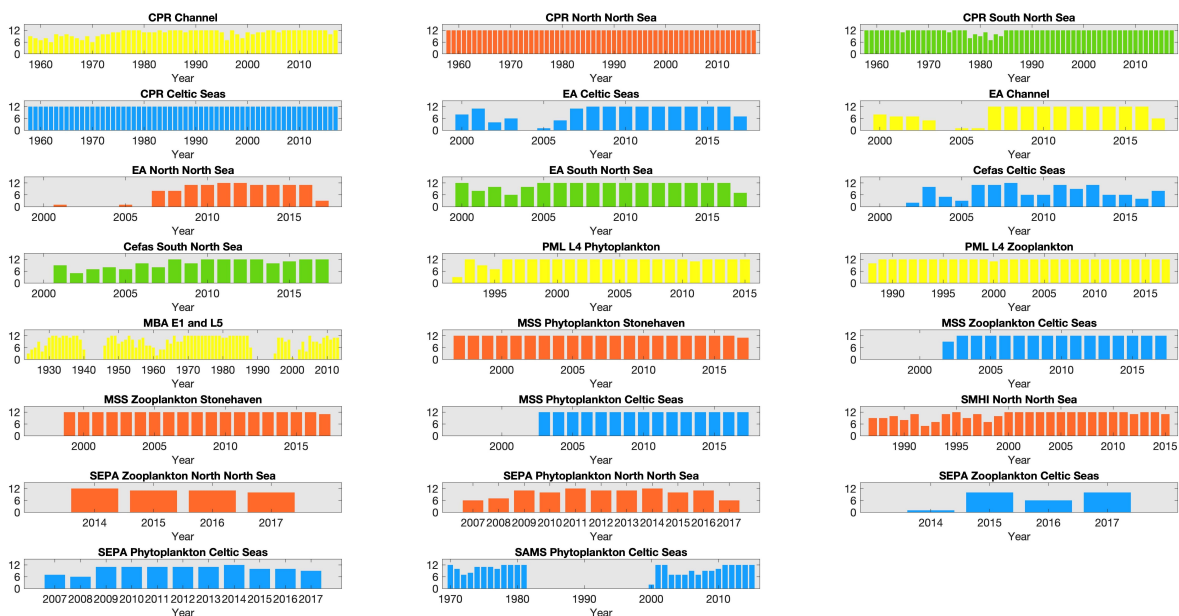 CPR Channel
12
6
0
1960 1970 1980 1990 2000 2010
Year
CPR North North Sea
12
6
0
1960 1970 1980 1990 2000 2010
Year
CPR South North Sea
12
6
0
1960 1970 1980 1990 2000 2010
Year
CPR Celtic Seas
12
6
0
1960 1970 1980 1990 2000 2010
Year
EA Celtic Seas
12
6
0
2000 2005 2010 2015
Year
EA Channel
12
6
0
2000 2005 2010 2015
Year
EA North North Sea
12
6
0
2000 2005 2010 2015
Year
EA South North Sea
12
6
0
2000 2005 2010 2015
Year
Cefas Celtic Seas
12
6
0
2000 2005 2010 2015
Year
Cefas South North Sea
12
6
0
2000 2005 2010 2015
Year
PML L4 Phytoplankton
12
6
0
1995 2000 2005 2010 2015
Year
PML L4 Zooplankton
12
6
0
1990 1995 2000 2005 2010 2015
Year
MBA E1 and L5
12
6
0
1930 1940 1950 1960 1970 1980 1990 2000 2010
Year
MSS Phytoplankton Stonehaven
12
6
0
2000 2005 2010 2015
Year
MSS Zooplankton Celtic Seas
12
6
0
2000 2005 2010 2015
Year
MSS Zooplankton Stonehaven
12
6
0
2000 2005 2010 2015
Year
MSS Phytoplankton Celtic Seas
12
6
0
2000 2005 2010 2015
Year
SMHI North North Sea
12
6
0
1990 1995 2000 2005 2010 2015
Year
SEPA Zooplankton North North Sea
12
6
0
2014 2015 2016 2017
Year
SEPA Phytoplankton North North Sea
12
6
0
2007 2008 2009 2010 2011 2012 2013 2014 2015 2016 2017
Year
SEPA Zooplankton Celtic Seas
12
6
0
2014 2015 2016 2017
Year
SEPA Phytoplankton Celtic Seas
12
6
0
2007 2008 2009 2010 2011 2012 2013 2014 2015 2016 2017
Year
SAMS Phytoplankton Celtic Seas
12
6
0
1970 1980 1990 2000 2010
Year